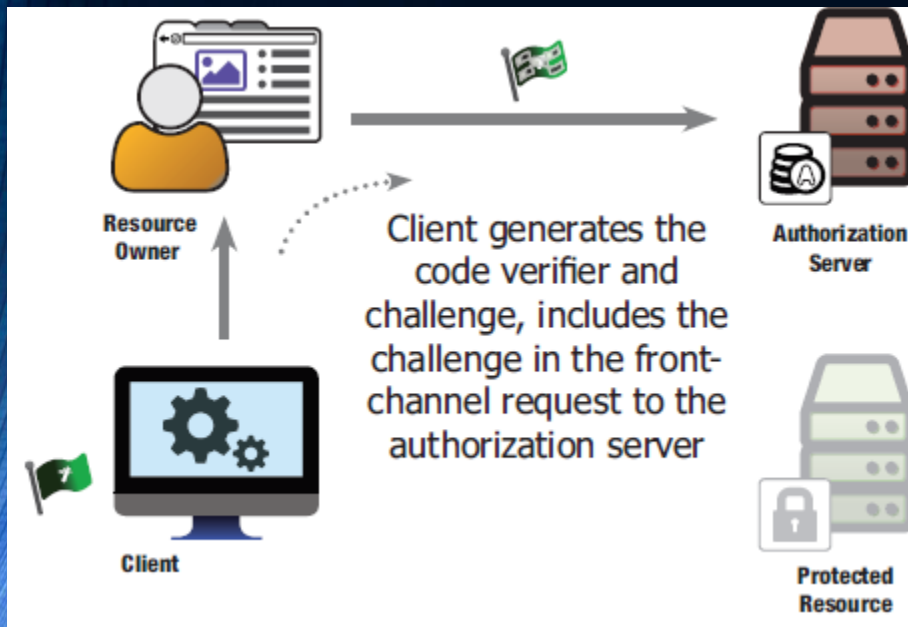 Resource
Owner
Client generates the
code verifier and
challenge, includes the
challenge in the front-
channel request to the
authorization server
A
Authorization
Server
Client
Protected
Resource